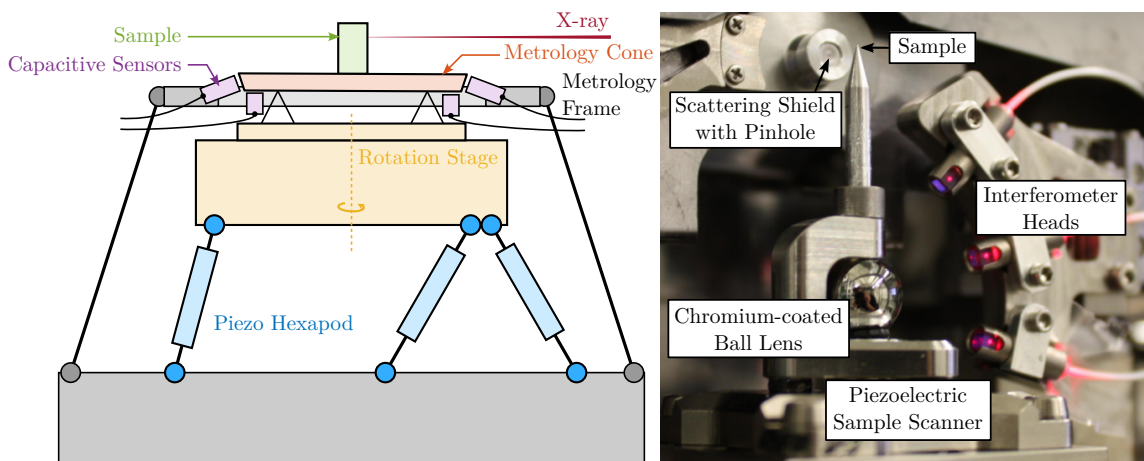 Sample
X-ray
Metrology Cone
Capacitive Sensors
Metrology
Frame
Rotation Stage
Piezo Hexapod
Sample
Scattering Shield
with Pinhole
Interferometer
Heads
Chromium-coated
Ball Lens
Piezoelectric
Sample Scanner